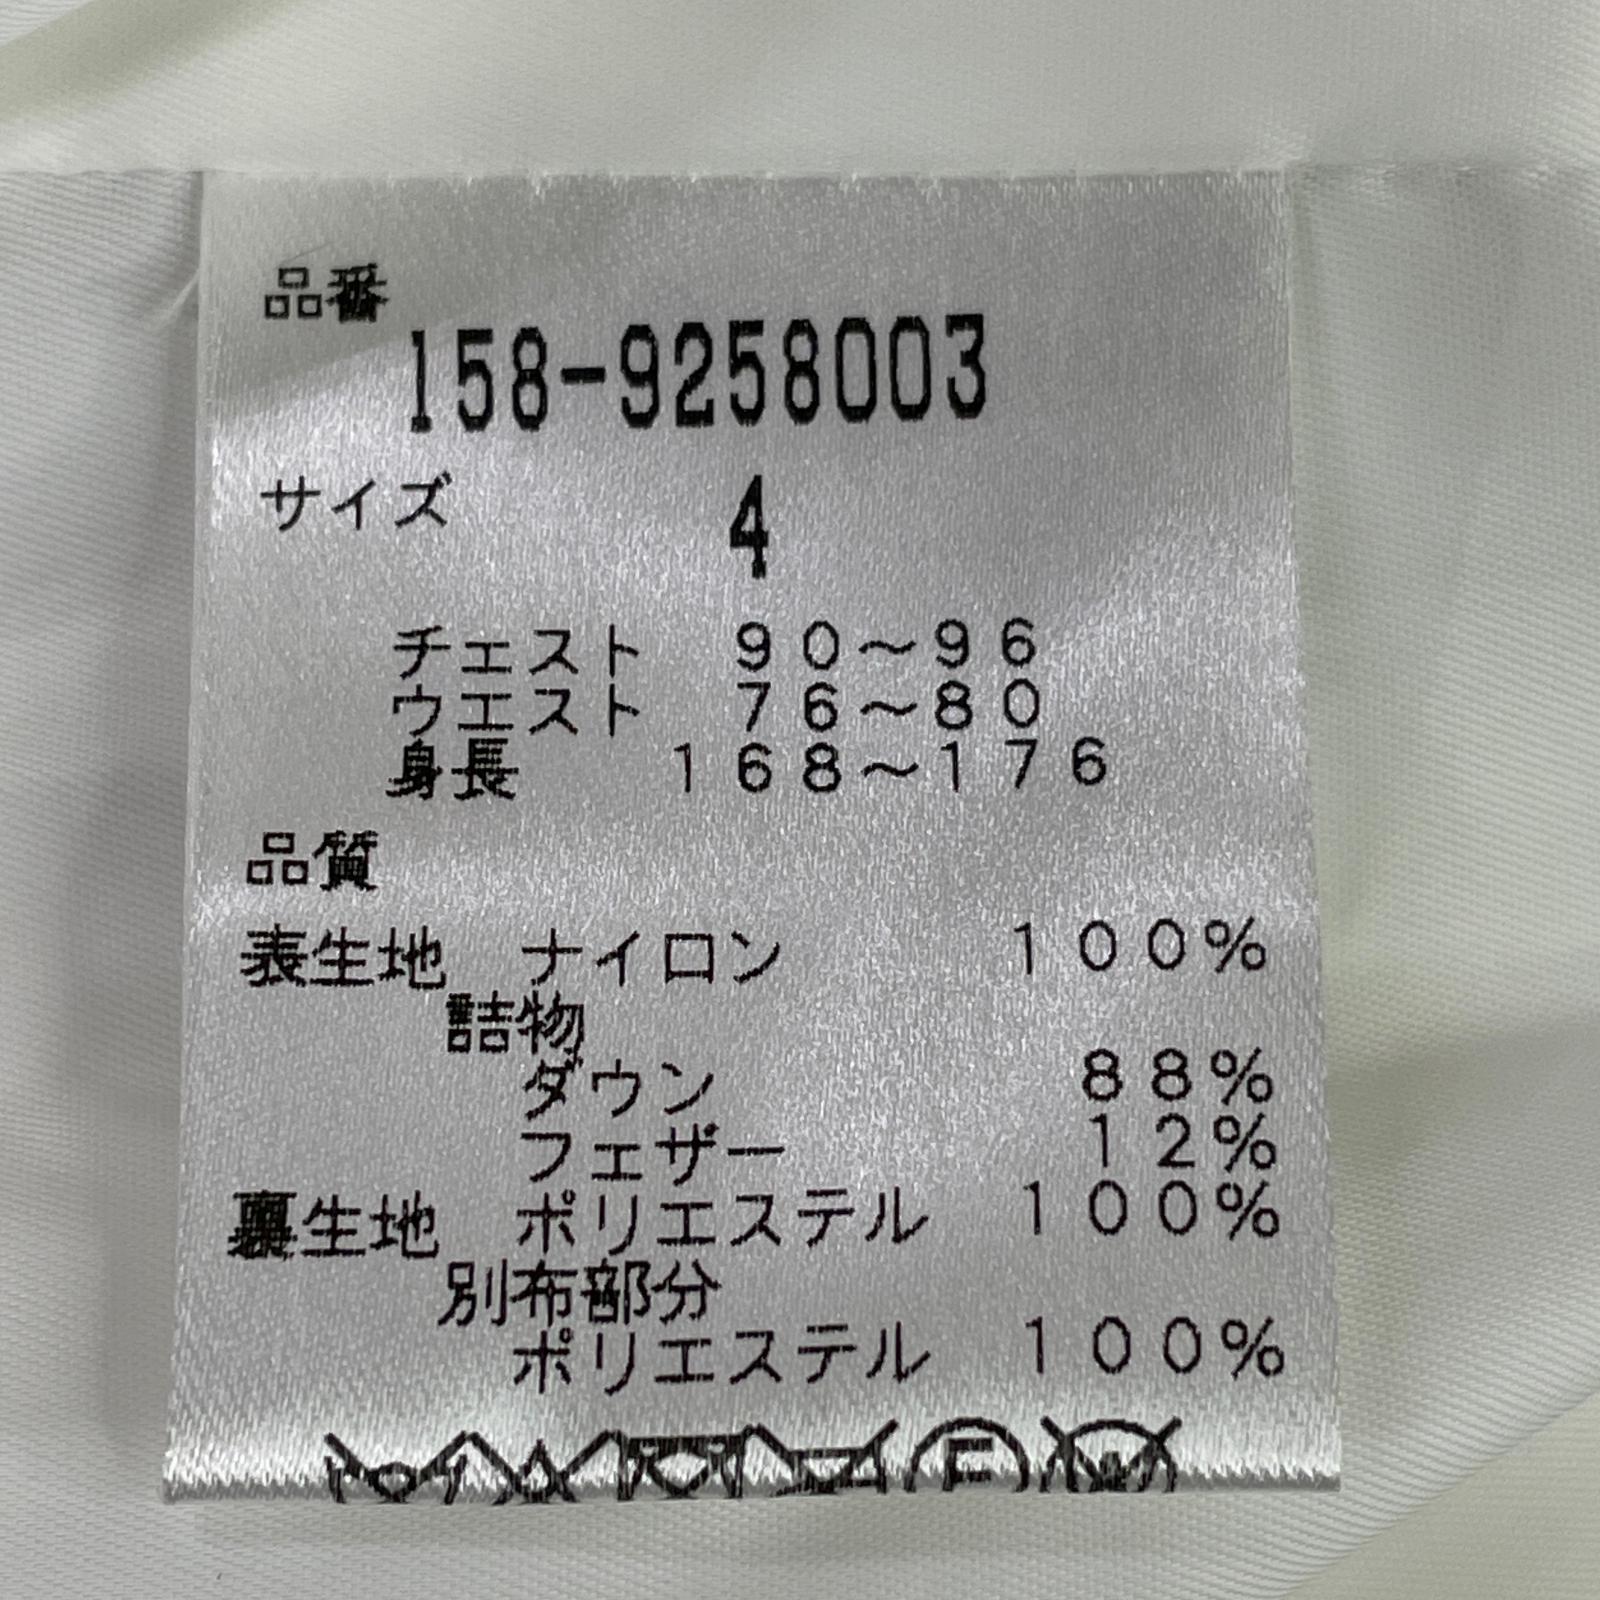 品番
158-9258003
サイズ 4
チェスト 90～96
ウエスト 76～80
身長 168～176
品質
表生地 ナイロン 100%
詰物
ダウン 88%
フェザー 12%
裏生地 ポリエステル 100%
別布部分
ポリエステル 100%